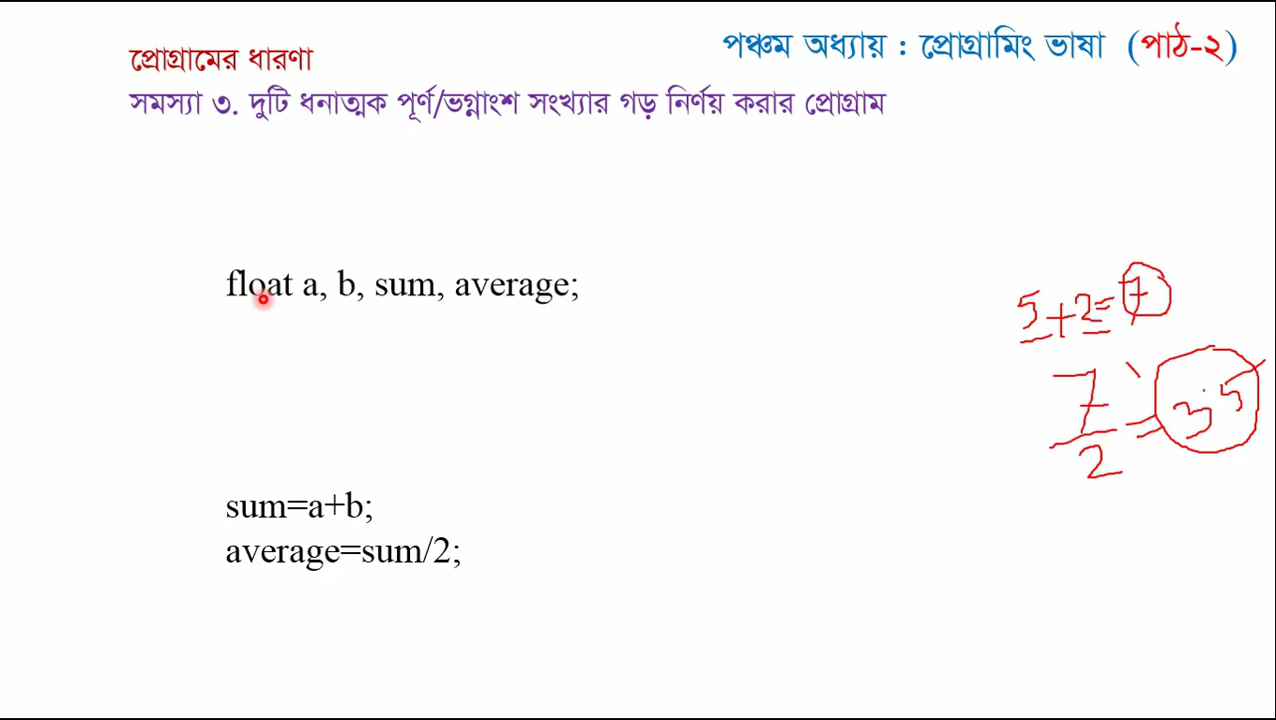 পঞ্চম অধ্যায় : প্রোগ্রামিং ভাষা (পাঠ-২)
প্রোগ্রামের ধারণা
সমস্যা ৩. দুটি ধনাত্মক পূর্ণ/ভগ্নাংশ সংখ্যার গড় নির্ণয় করার প্রোগ্রাম
float a, b, sum, average;
5+2=7
7/2=3.5
sum=a+b;
average=sum/2;